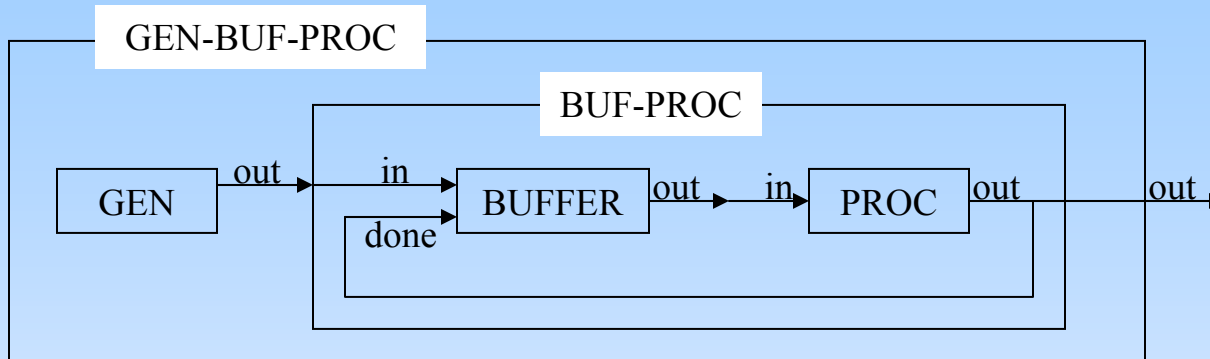 GEN-BUF-PROC
BUF-PROC
out in out in out out
GEN BUFFER PROC
done